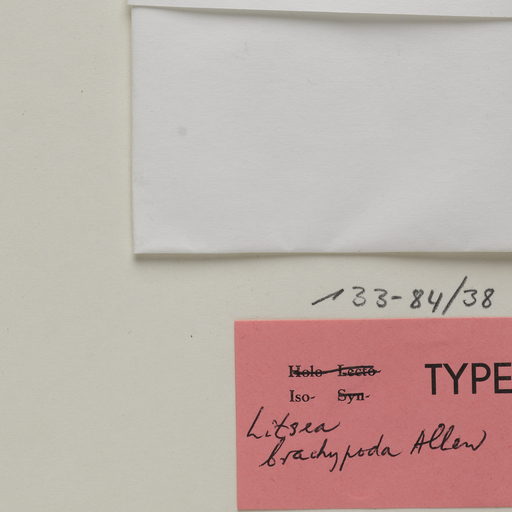 133-84/38
Holo- Lecto-
Iso- Syn-
TYPE
Litsea
brachypoda Allen